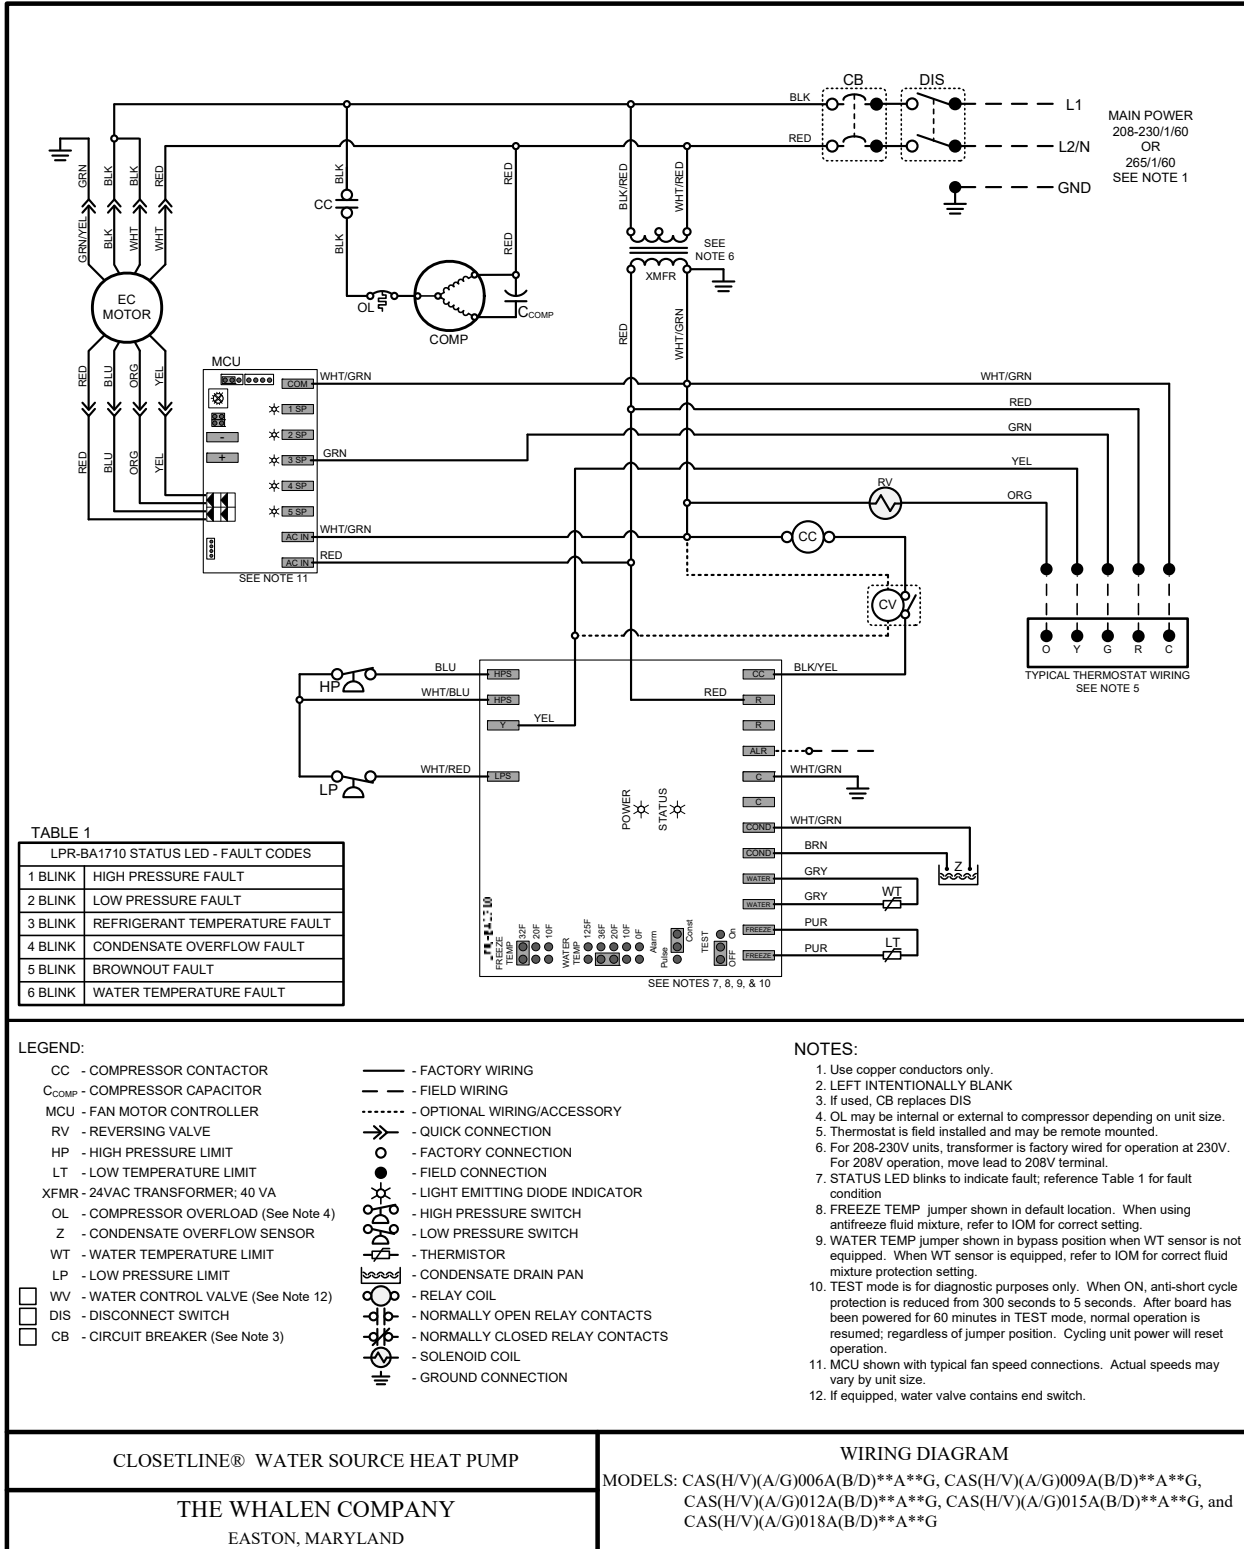 CB
DIS
BLK
L1
MAIN POWER
208-230/1/60
OR
265/1/60
SEE NOTE 1
RED
L2/N
GND
GRN
BLK
BLK
RED
GRN/YEL
BLK
WHT
WHT
EC
MOTOR
BLK
CC
BLK
OL
COMP
RED
RED
CCOMP
BLK/RED
WHT/RED
SEE
NOTE 6
XMFR
RED
WHT/GRN
RED
BLU
ORG
YEL
RED
BLU
ORG
YEL
MCU
COM
WHT/GRN
WHT/GRN
1 SP
RED
2 SP
GRN
3 SP
GRN
YEL
4 SP
RV
ORG
5 SP
AC IN
WHT/GRN
CC
AC IN
RED
SEE NOTE 11
CV
O Y G R C
TYPICAL THERMOSTAT WIRING
SEE NOTE 5
HP
BLU
HPS
CC
BLK/YEL
WHT/BLU
HPS
RED
R
Y
YEL
R
ALR
LP
WHT/RED
LPS
C
WHT/GRN
POWER
STATUS
C
COND
WHT/GRN
COND
BRN
Z
WATER
GRY
WATER
GRY
WT
FREEZE
PUR
FREEZE
PUR
LT
FREEZE
TEMP
32F
20F
10F
WATER
TEMP
125F
36F
20F
10F
0F
Alarm
Pulse
Const
TEST
OFF
On
SEE NOTES 7, 8, 9, & 10
TABLE 1
LPR-BA1710 STATUS LED - FAULT CODES
1 BLINK HIGH PRESSURE FAULT
2 BLINK LOW PRESSURE FAULT
3 BLINK REFRIGERANT TEMPERATURE FAULT
4 BLINK CONDENSATE OVERFLOW FAULT
5 BLINK BROWNOUT FAULT
6 BLINK WATER TEMPERATURE FAULT
LEGEND:
CC - COMPRESSOR CONTACTOR
CCOMP - COMPRESSOR CAPACITOR
MCU - FAN MOTOR CONTROLLER
RV - REVERSING VALVE
HP - HIGH PRESSURE LIMIT
LT - LOW TEMPERATURE LIMIT
XFMR - 24VAC TRANSFORMER; 40 VA
OL - COMPRESSOR OVERLOAD (See Note 4)
Z - CONDENSATE OVERFLOW SENSOR
WT - WATER TEMPERATURE LIMIT
LP - LOW PRESSURE LIMIT
WV - WATER CONTROL VALVE (See Note 12)
DIS - DISCONNECT SWITCH
CB - CIRCUIT BREAKER (See Note 3)
- FACTORY WIRING
- FIELD WIRING
- OPTIONAL WIRING/ACCESSORY
- QUICK CONNECTION
- FACTORY CONNECTION
- FIELD CONNECTION
- LIGHT EMITTING DIODE INDICATOR
- HIGH PRESSURE SWITCH
- LOW PRESSURE SWITCH
- THERMISTOR
- CONDENSATE DRAIN PAN
- RELAY COIL
- NORMALLY OPEN RELAY CONTACTS
- NORMALLY CLOSED RELAY CONTACTS
- SOLENOID COIL
- GROUND CONNECTION
NOTES:
1. Use copper conductors only.
2. LEFT INTENTIONALLY BLANK
3. If used, CB replaces DIS
4. OL may be internal or external to compressor depending on unit size.
5. Thermostat is field installed and may be remote mounted.
6. For 208-230V units, transformer is factory wired for operation at 230V.
For 208V operation, move lead to 208V terminal.
7. STATUS LED blinks to indicate fault; reference Table 1 for fault
condition
8. FREEZE TEMP jumper shown in default location. When using
antifreeze fluid mixture, refer to IOM for correct setting.
9. WATER TEMP jumper shown in bypass position when WT sensor is not
equipped. When WT sensor is equipped, refer to IOM for correct fluid
mixture protection setting.
10. TEST mode is for diagnostic purposes only. When ON, anti-short cycle
protection is reduced from 300 seconds to 5 seconds. After board has
been powered for 60 minutes in TEST mode, normal operation is
resumed; regardless of jumper position. Cycling unit power will reset
operation.
11. MCU shown with typical fan speed connections. Actual speeds may
vary by unit size.
12. If equipped, water valve contains end switch.
CLOSETLINE® WATER SOURCE HEAT PUMP
THE WHALEN COMPANY
EASTON, MARYLAND
WIRING DIAGRAM
MODELS: CAS(H/V)(A/G)006A(B/D)**A**G, CAS(H/V)(A/G)009A(B/D)**A**G,
CAS(H/V)(A/G)012A(B/D)**A**G, CAS(H/V)(A/G)015A(B/D)**A**G, and
CAS(H/V)(A/G)018A(B/D)**A**G